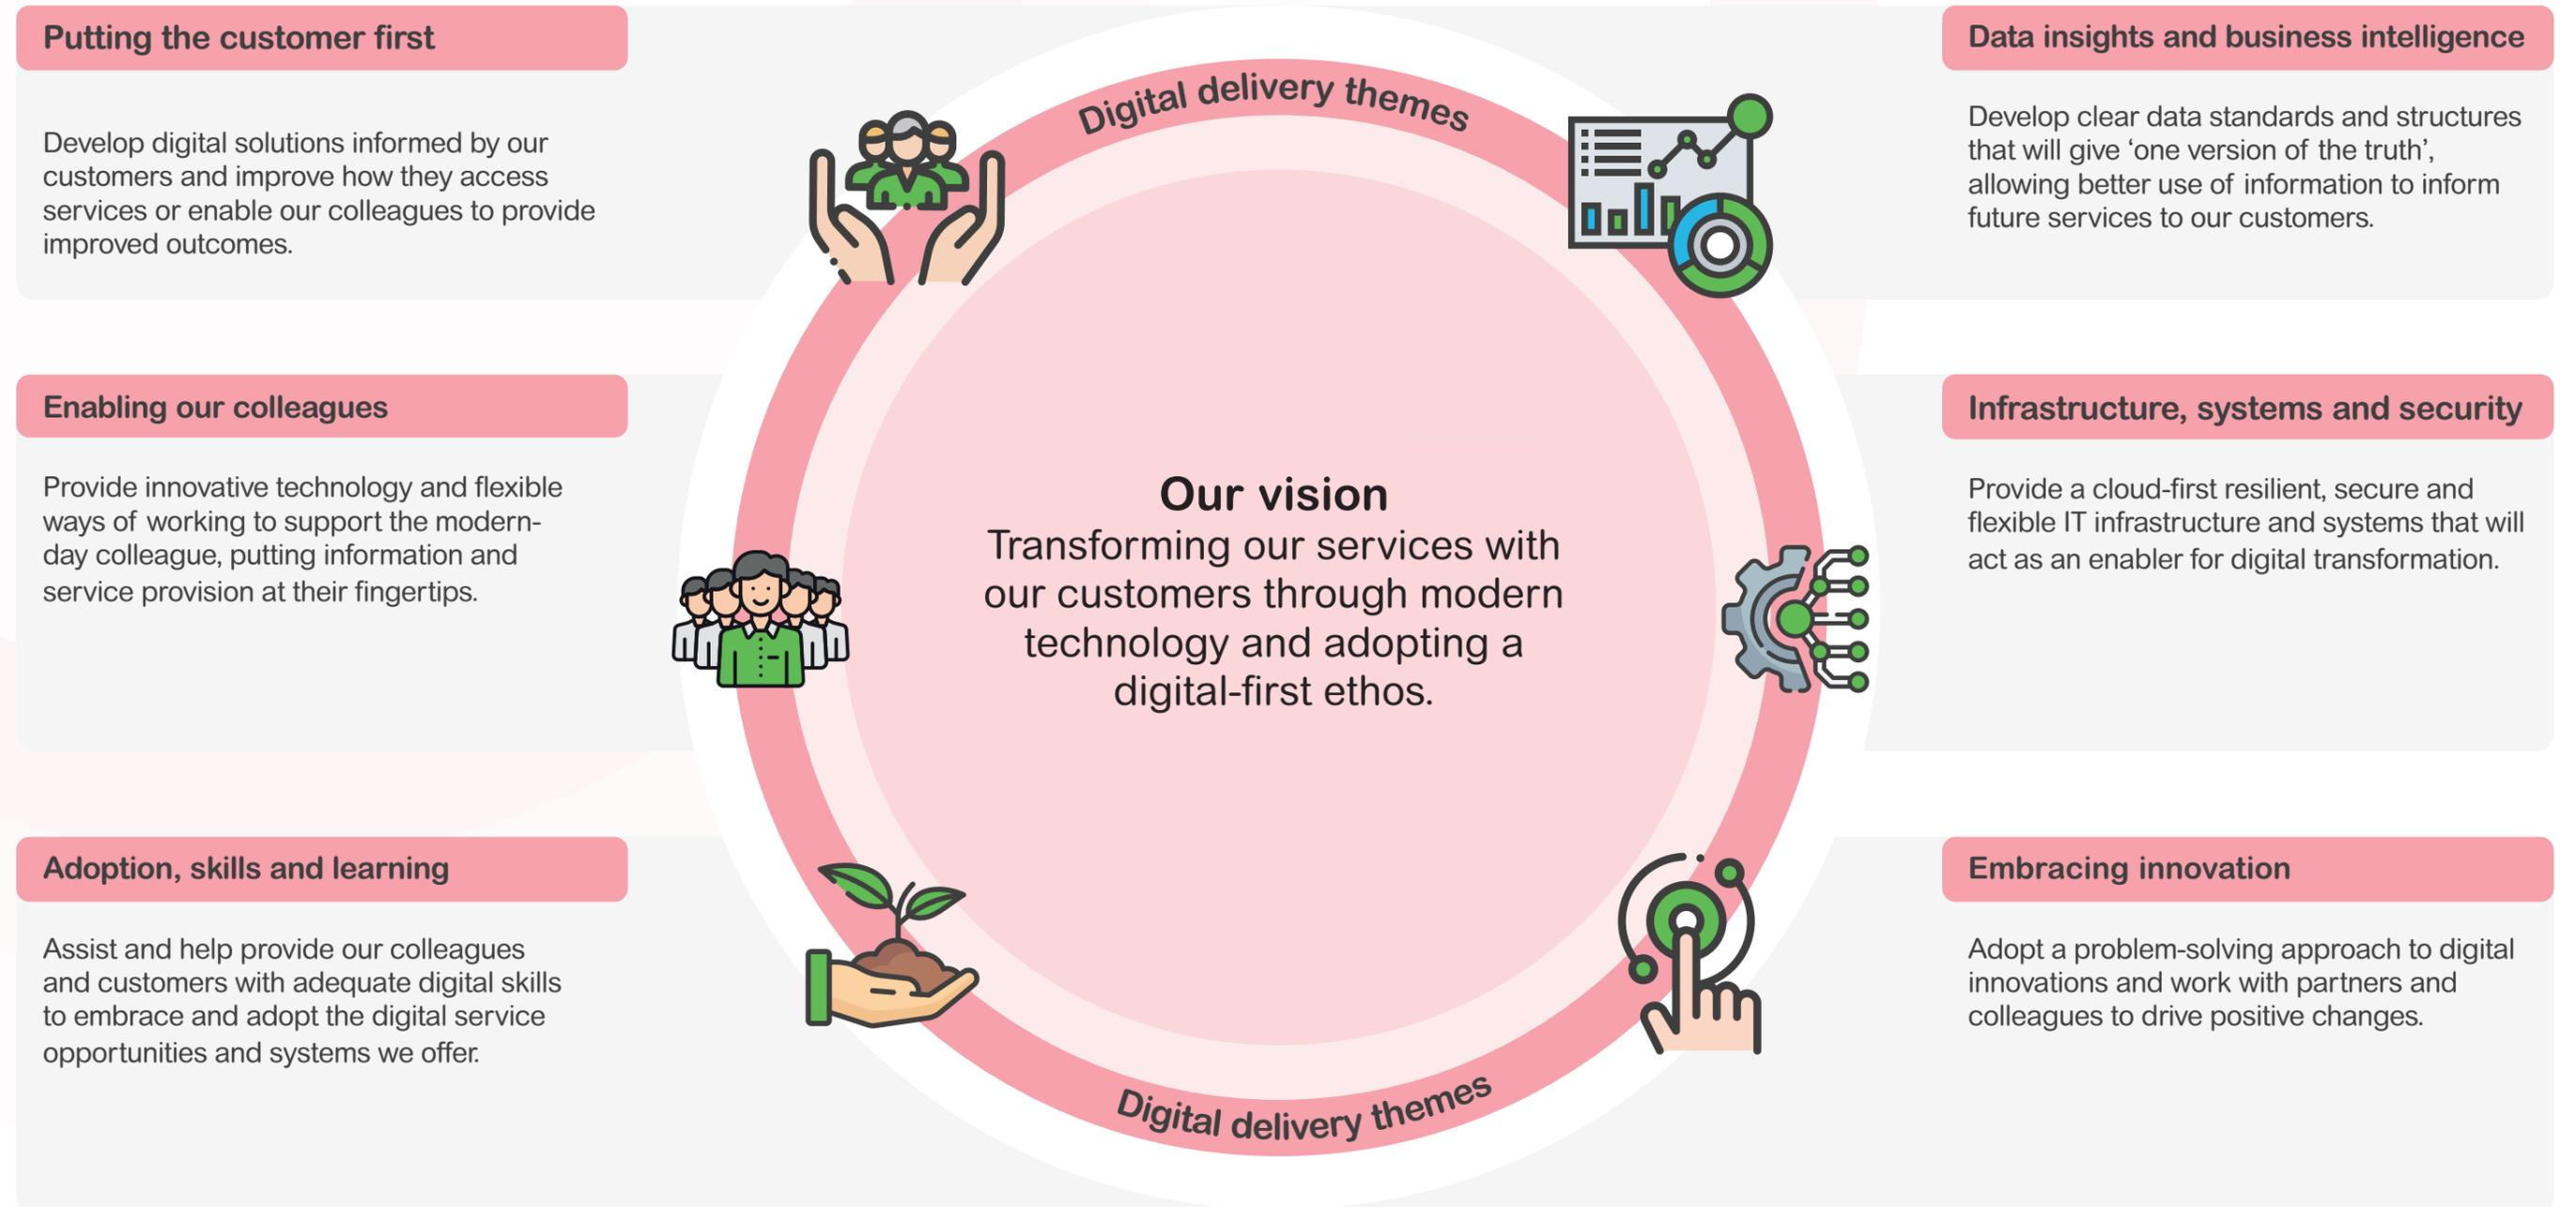 Putting the customer first
Develop digital solutions informed by our
customers and improve how they access
services or enable our colleagues to provide
improved outcomes.
Enabling our colleagues
Provide innovative technology and flexible
ways of working to support the modern-
day colleague, putting information and
service provision at their fingertips.
Adoption, skills and learning
Assist and help provide our colleagues
and customers with adequate digital skills
to embrace and adopt the digital service
opportunities and systems we offer.
Digital delivery themes
Our vision
Transforming our services with
our customers through modern
technology and adopting a
digital-first ethos.
Digital delivery themes
Data insights and business intelligence
Develop clear data standards and structures
that will give ‘one version of the truth’,
allowing better use of information to inform
future services to our customers.
Infrastructure, systems and security
Provide a cloud-first resilient, secure and
flexible IT infrastructure and systems that will
act as an enabler for digital transformation.
Embracing innovation
Adopt a problem-solving approach to digital
innovations and work with partners and
colleagues to drive positive changes.